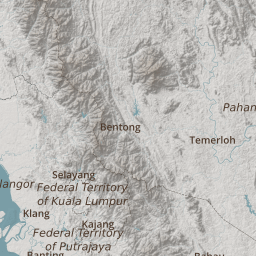 Pahan
Bentong
Temerloh
Selayang
langor
Federal Territory
of Kuala Lumpur
Klang
Kajang
Federal Territory
of Putrajaya
Banting